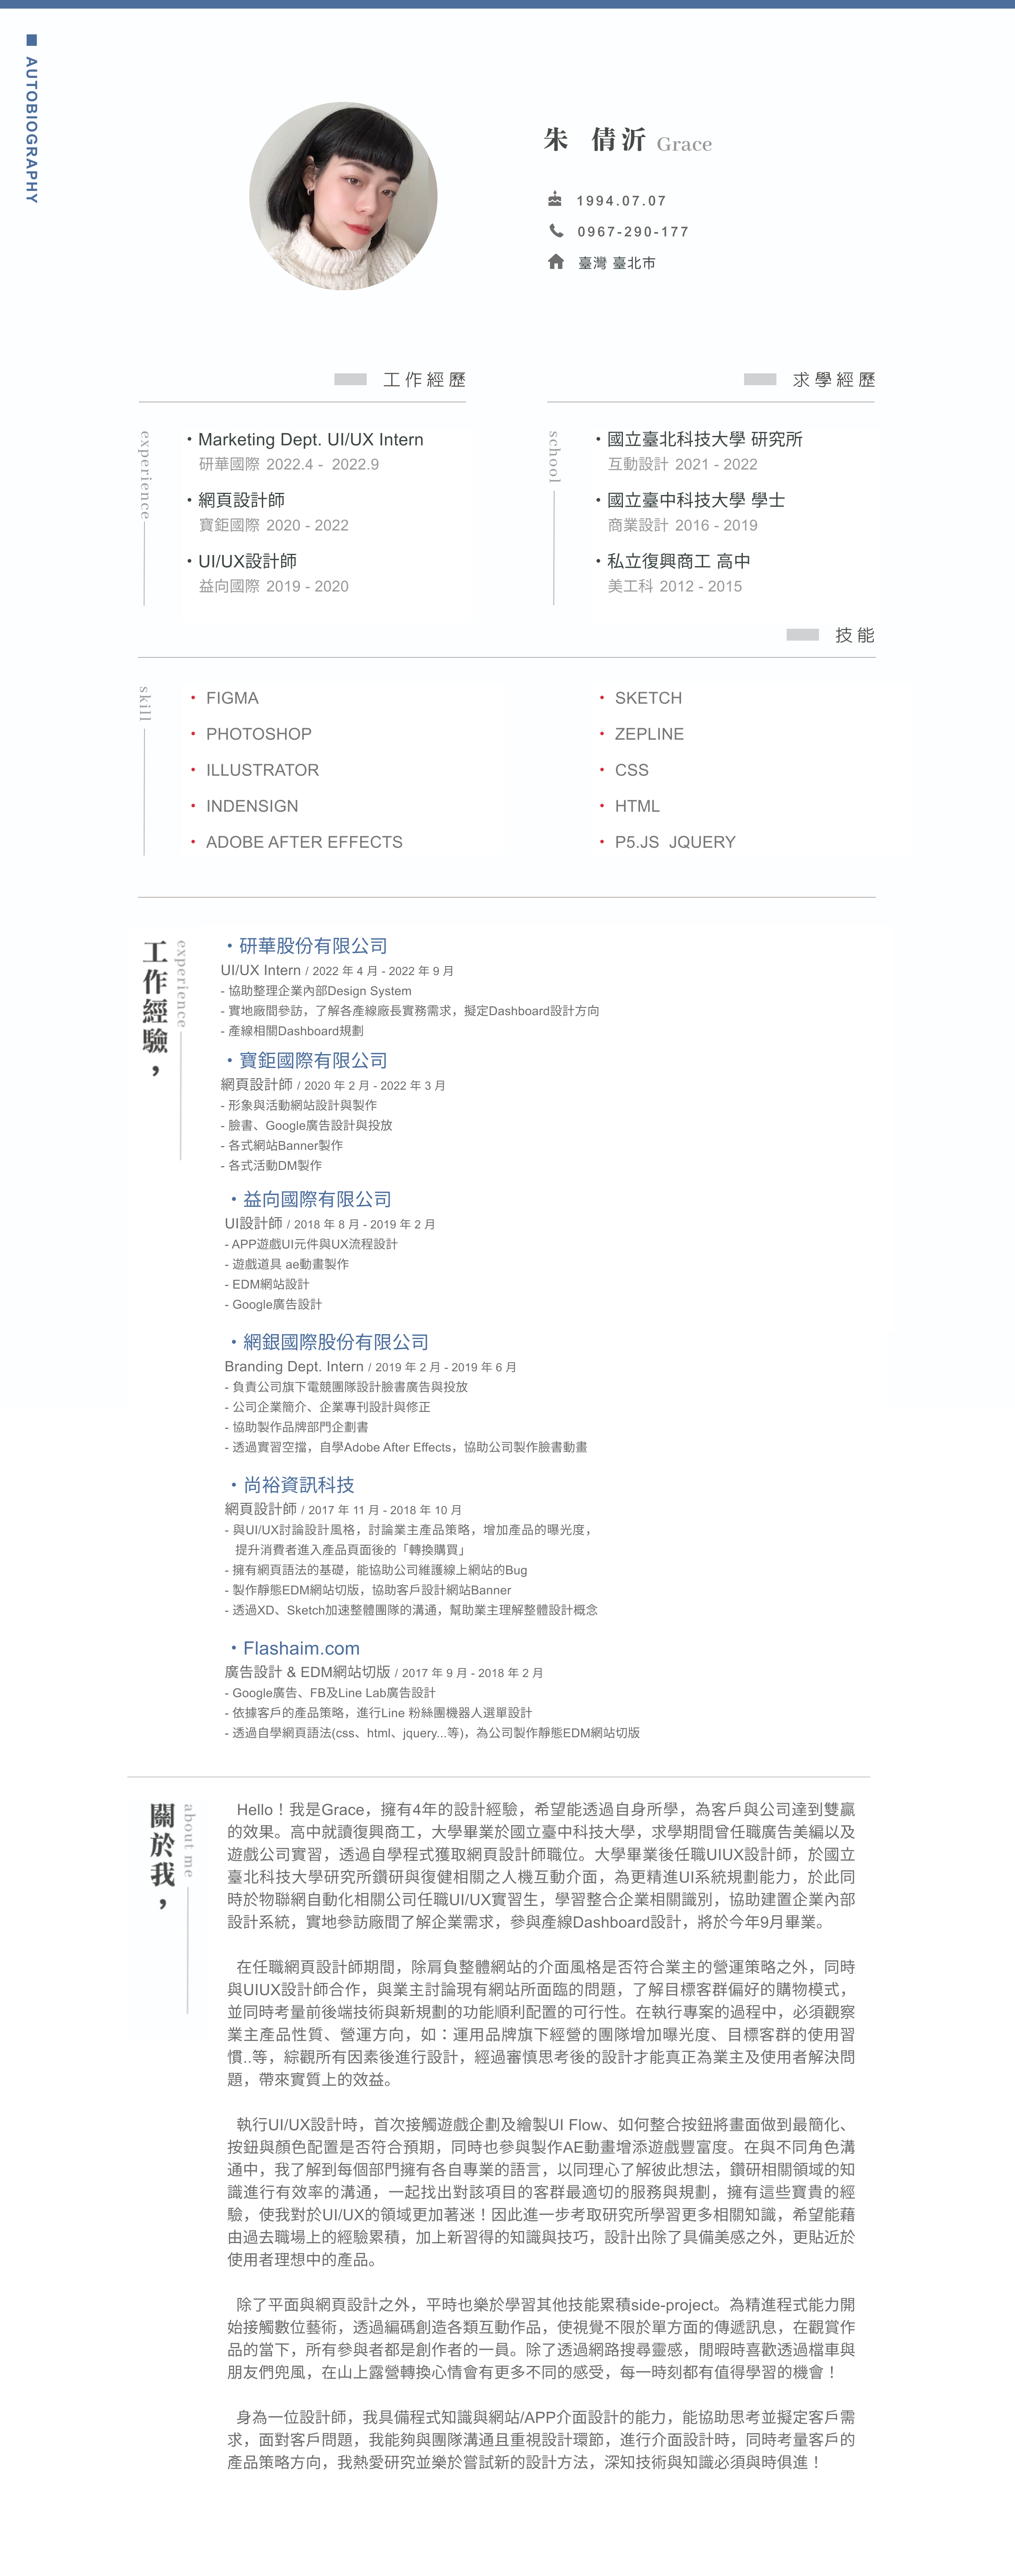 AUTOBIOGRAPHY
朱 倩沂 Grace
1994.07.07
0967-290-177
臺灣 臺北市
工作經歷
experience
・Marketing Dept. UI/UX Intern
研華國際 2022.4 - 2022.9
・網頁設計師
寶鉅國際 2020 - 2022
・UI/UX設計師
益向國際 2019 - 2020
求學經歷
school
・國立臺北科技大學 研究所
互動設計 2021 - 2022
・國立臺中科技大學 學士
商業設計 2016 - 2019
・私立復興商工 高中
美工科 2012 - 2015
技能
skill
・ FIGMA
・ PHOTOSHOP
・ ILLUSTRATOR
・ INDENSIGN
・ ADOBE AFTER EFFECTS
・ SKETCH
・ ZEPLINE
・ CSS
・ HTML
・ P5.JS JQUERY
工作經驗，
experience
・研華股份有限公司
UI/UX Intern / 2022 年 4 月 - 2022 年 9 月
- 協助整理企業內部Design System
- 實地廠間參訪，了解各產線廠長實務需求，擬定Dashboard設計方向
- 產線相關Dashboard規劃
・寶鉅國際有限公司
網頁設計師 / 2020 年 2 月 - 2022 年 3 月
- 形象與活動網站設計與製作
- 臉書、Google廣告設計與投放
- 各式網站Banner製作
- 各式活動DM製作
・益向國際有限公司
UI設計師 / 2018 年 8 月 - 2019 年 2 月
- APP遊戲UI元件與UX流程設計
- 遊戲道具 ae動畫製作
- EDM網站設計
- Google廣告設計
・網銀國際股份有限公司
Branding Dept. Intern / 2019 年 2 月 - 2019 年 6 月
- 負責公司旗下電競團隊設計臉書廣告與投放
- 公司企業簡介、企業專刊設計與修正
- 協助製作品牌部門企劃書
- 透過實習空擋，自學Adobe After Effects，協助公司製作臉書動畫
・尚裕資訊科技
網頁設計師 / 2017 年 11 月 - 2018 年 10 月
- 與UI/UX討論設計風格，討論業主產品策略，增加產品的曝光度，
提升消費者進入產品頁面後的「轉換購買」
- 擁有網頁語法的基礎，能協助公司維護線上網站的Bug
- 製作靜態EDM網站切版，協助客戶設計網站Banner
- 透過XD、Sketch加速整體團隊的溝通，幫助業主理解整體設計概念
・Flashaim.com
廣告設計 & EDM網站切版 / 2017 年 9 月 - 2018 年 2 月
- Google廣告、FB及Line Lab廣告設計
- 依據客戶的產品策略，進行Line 粉絲團機器人選單設計
- 透過自學網頁語法(css、html、jquery...等)，為公司製作靜態EDM網站切版
關於我，
about me
Hello！我是Grace，擁有4年的設計經驗，希望能透過自身所學，為客戶與公司達到雙贏
的效果。高中就讀復興商工，大學畢業於國立臺中科技大學，求學期間曾任職廣告美編以及
遊戲公司實習，透過自學程式獲取網頁設計師職位。大學畢業後任職UIUX設計師，於國立
臺北科技大學研究所鑽研與復健相關之人機互動介面，為更精進UI系統規劃能力，於此同
時於物聯網自動化相關公司任職UI/UX實習生，學習整合企業相關識別，協助建置企業內部
設計系統，實地參訪廠間了解企業需求，參與產線Dashboard設計，將於今年9月畢業。
在任職網頁設計師期間，除肩負整體網站的介面風格是否符合業主的營運策略之外，同時
與UIUX設計師合作，與業主討論現有網站所面臨的問題，了解目標客群偏好的購物模式，
並同時考量前後端技術與新規劃的功能順利配置的可行性。在執行專案的過程中，必須觀察
業主產品性質、營運方向，如：運用品牌旗下經營的團隊增加曝光度、目標客群的使用習
慣..等，綜觀所有因素後進行設計，經過審慎思考後的設計才能真正為業主及使用者解決問
題，帶來實質上的效益。
執行UI/UX設計時，首次接觸遊戲企劃及繪製UI Flow、如何整合按鈕將畫面做到最簡化、
按鈕與顏色配置是否符合預期，同時也參與製作AE動畫增添遊戲豐富度。在與不同角色溝
通中，我了解到每個部門擁有各自專業的語言，以同理心了解彼此想法，鑽研相關領域的知
識進行有效率的溝通，一起找出對該項目的客群最適切的服務與規劃，擁有這些寶貴的經
驗，使我對於UI/UX的領域更加著迷！因此進一步考取研究所學習更多相關知識，希望能藉
由過去職場上的經驗累積，加上新習得的知識與技巧，設計出除了具備美感之外，更貼近於
使用者理想中的產品。
除了平面與網頁設計之外，平時也樂於學習其他技能累積side-project。為精進程式能力開
始接觸數位藝術，透過編碼創造各類互動作品，使視覺不限於單方面的傳遞訊息，在觀賞作
品的當下，所有參與者都是創作者的一員。除了透過網路搜尋靈感，閒暇時喜歡透過檔車與
朋友們兜風，在山上露營轉換心情會有更多不同的感受，每一時刻都有值得學習的機會！
身為一位設計師，我具備程式知識與網站/APP介面設計的能力，能協助思考並擬定客戶需
求，面對客戶問題，我能夠與團隊溝通且重視設計環節，進行介面設計時，同時考量客戶的
產品策略方向，我熱愛研究並樂於嘗試新的設計方法，深知技術與知識必須與時俱進！